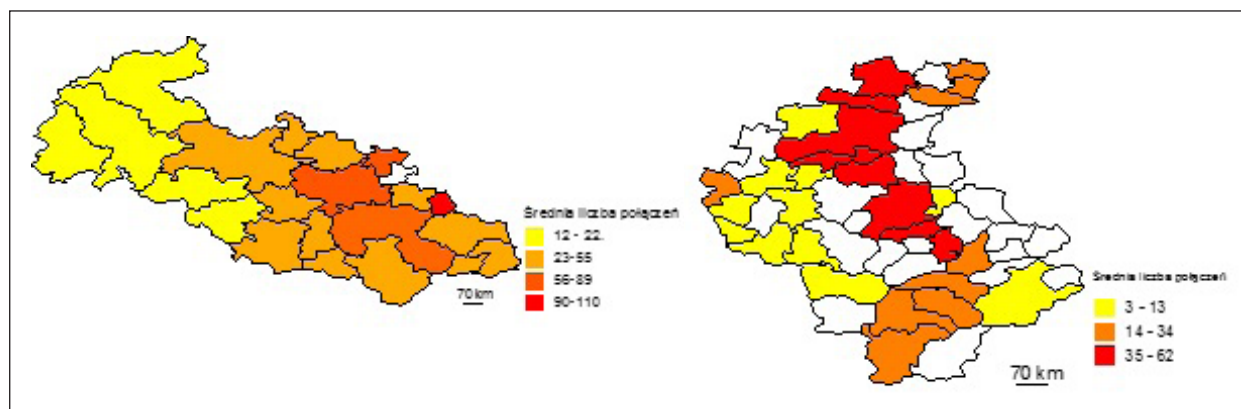 Średnia liczba połączeń
12 - 22.
23-55
56-89
90-110
70 km
Średnia liczba połączeń
3 - 13
14 - 34
35 - 62
70 km